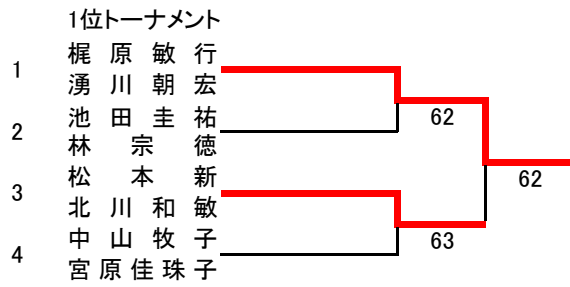 1位トーナメント
1
梶原敏行
湧川朝宏
2
池田圭祐
林宗徳
3
松本新
北川和敏
4
中山牧子
宮原佳珠子
62
63
62